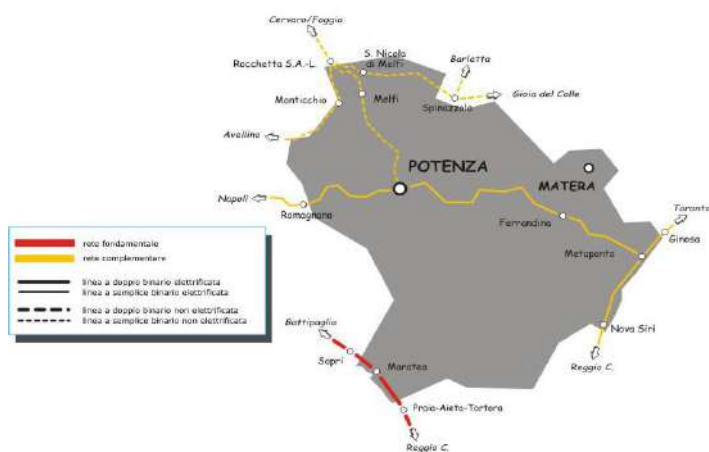 Cervaro/Foggia
Rocchetta S.A.-L.
S. Nicola
di Melfi
Barletta
Gioia del Colle
Monticchio
Melfi
Spinazzola
Avellino
POTENZA
MATERA
Napoli
Romagnano
Ferrandina
Taranto
Ginosa
Metaponto
rete fondamentale
rete complementare
linea a doppio binario elettrificata
linea a semplice binario elettrificata
linea a doppio binario non elettrificata
linea a semplice binario non elettrificata
Battipaglia
Nova Siri
Sapri
Maratea
Reggio C.
Praia-Aieta-Tortora
Reggio C.